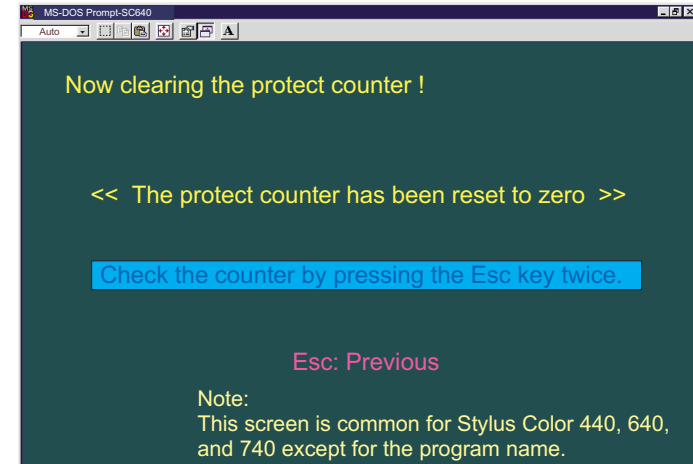 MS-DOS Prompt-SC640
Auto
A
Now clearing the protect counter !
<< The protect counter has been reset to zero >>
Check the counter by pressing the Esc key twice.
Esc: Previous
Note:
This screen is common for Stylus Color 440, 640,
and 740 except for the program name.